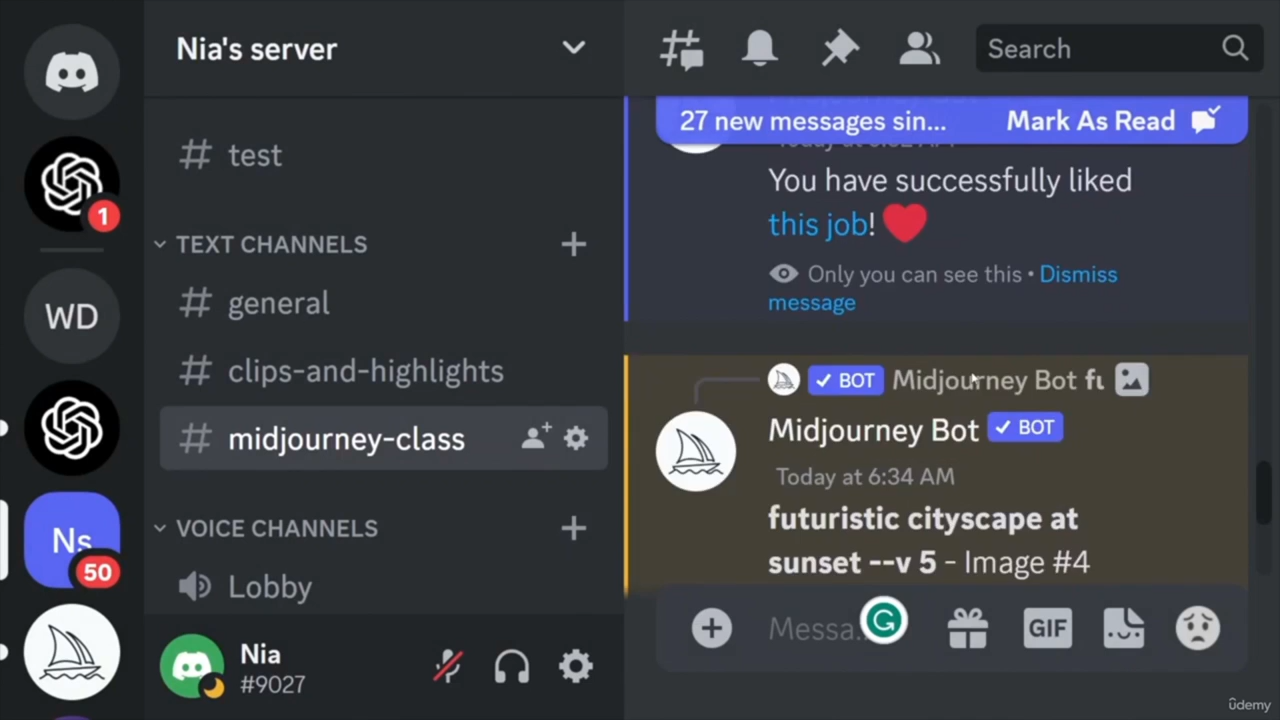 Nia's server
Search
test
TEXT CHANNELS
general
clips-and-highlights
midjourney-class
VOICE CHANNELS
Lobby
Nia
#9027
1
WD
Ns
50
27 new messages sin...
Mark As Read
You have successfully liked
this job!
Only you can see this • Dismiss
message
BOT Midjourney Bot
Midjourney Bot BOT
Today at 6:34 AM
futuristic cityscape at
sunset --v 5 - Image #4
Messa...
GIF
ûdemy